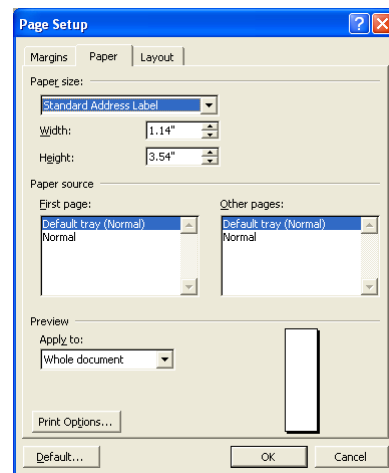 Page Setup
Margins Paper Layout
Paper size:
Standard Address Label
Width: 1.14"
Height: 3.54"
Paper source
First page: Other pages:
Default tray (Normal) Default tray (Normal)
Normal Normal
Preview
Apply to:
Whole document
Print Options...
Default... OK Cancel